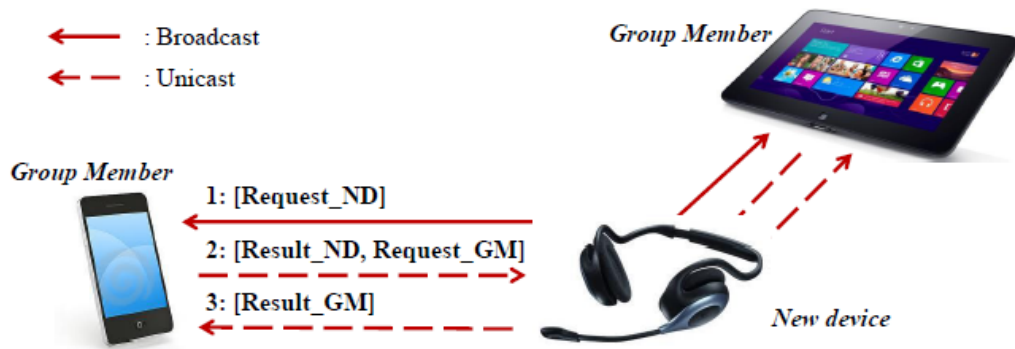 : Broadcast
: Unicast
Group Member
Group Member
1: [Request_ND]
2: [Result_ND, Request_GM]
3: [Result_GM]
New device